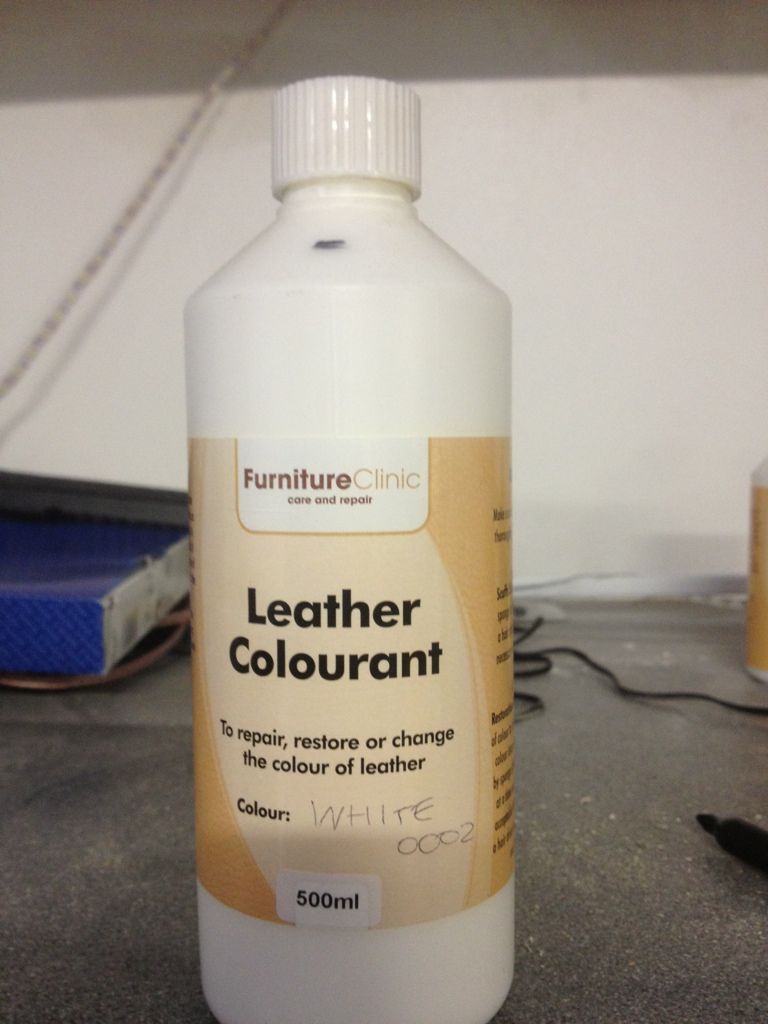 FurnitureClinic
care and repair
Leather
Colourant
To repair, restore or change
the colour of leather
Colour: WHITE
0002
500ml